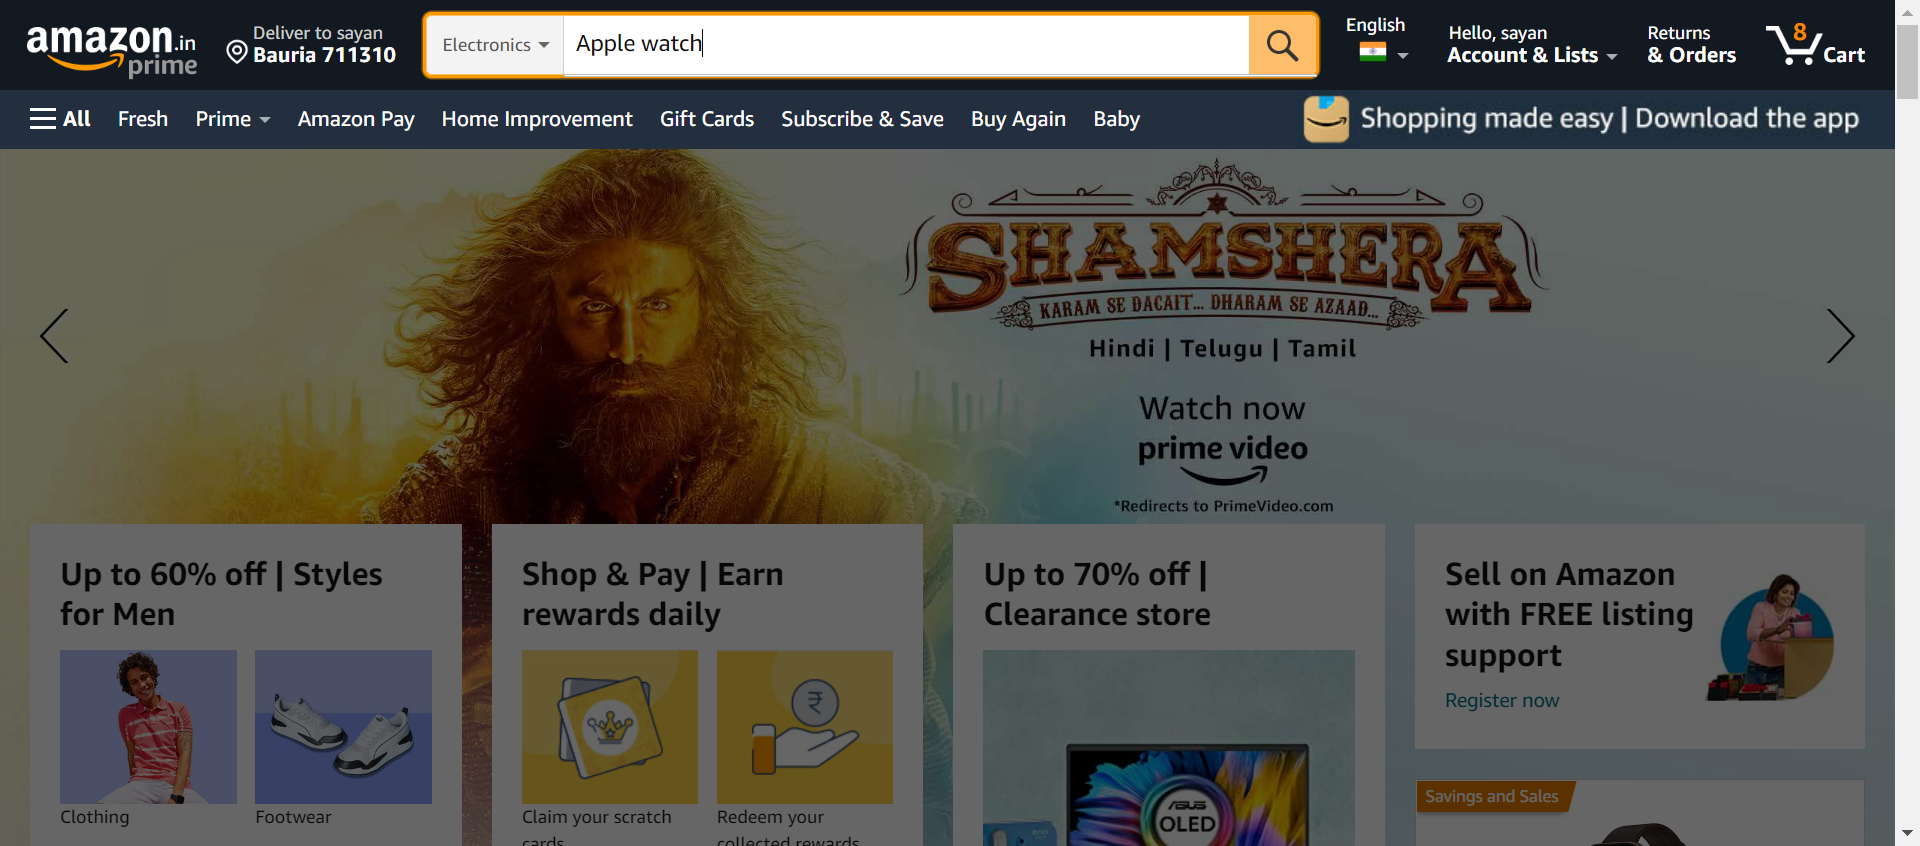 amazon.in
prime
Deliver to sayan
Bauria 711310
Electronics
Apple watch
English
Hello, sayan
Account & Lists
Returns
& Orders
8
Cart
All
Fresh
Prime
Amazon Pay
Home Improvement
Gift Cards
Subscribe & Save
Buy Again
Baby
Shopping made easy | Download the app
SHAMSHERA
KARAM SE DACAIT... DHARAM SE AZAAD...
Hindi | Telugu | Tamil
Watch now
prime video
*Redirects to PrimeVideo.com
Up to 60% off | Styles
for Men
Clothing
Footwear
Shop & Pay | Earn
rewards daily
₹
Claim your scratch
cards
Redeem your
collected rewards
Up to 70% off |
Clearance store
ASUS
OLED
Sell on Amazon
with FREE listing
support
Register now
Savings and Sales